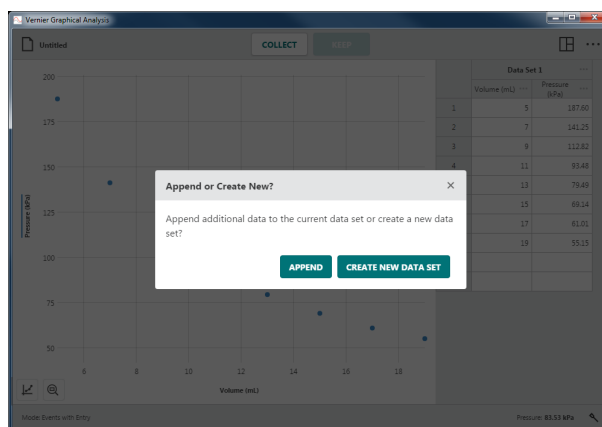 Vernier Graphical Analysis
Untitled
COLLECT
KEEP
Data Set 1
Volume (mL)
Pressure (kPa)
1 5 187.60
2 7 141.25
3 9 112.82
4 11 93.48
13 79.49
15 69.14
17 61.01
19 55.15
Append or Create New?
Append additional data to the current data set or create a new data
set?
APPEND
CREATE NEW DATA SET
Pressure (kPa)
200
175
150
125
100
75
50
6 8 10 12 14 16 18
Volume (mL)
Mode: Events with Entry
Pressure: 83.53 kPa